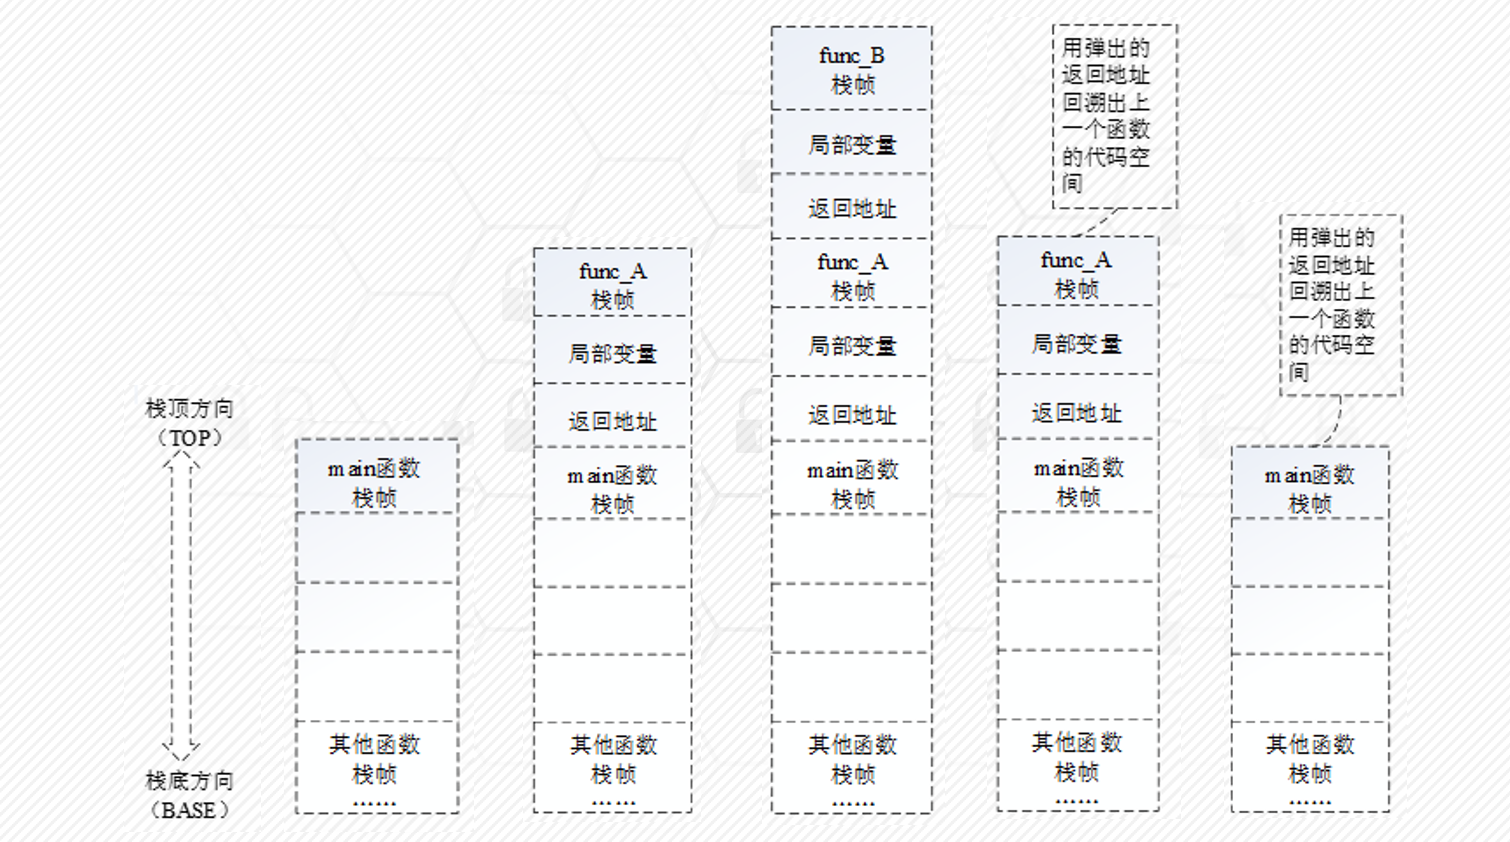 栈顶方向
（TOP）
栈底方向
（BASE）
main函数
栈帧
其他函数
栈帧
……
func_A
栈帧
局部变量
返回地址
main函数
栈帧
其他函数
栈帧
……
func_B
栈帧
局部变量
返回地址
func_A
栈帧
局部变量
返回地址
main函数
栈帧
其他函数
栈帧
……
用弹出的
返回地址
回溯出上
一个函数
的代码空
间
func_A
栈帧
局部变量
返回地址
main函数
栈帧
其他函数
栈帧
……
用弹出的
返回地址
回溯出上
一个函数
的代码空
间
main函数
栈帧
其他函数
栈帧
……